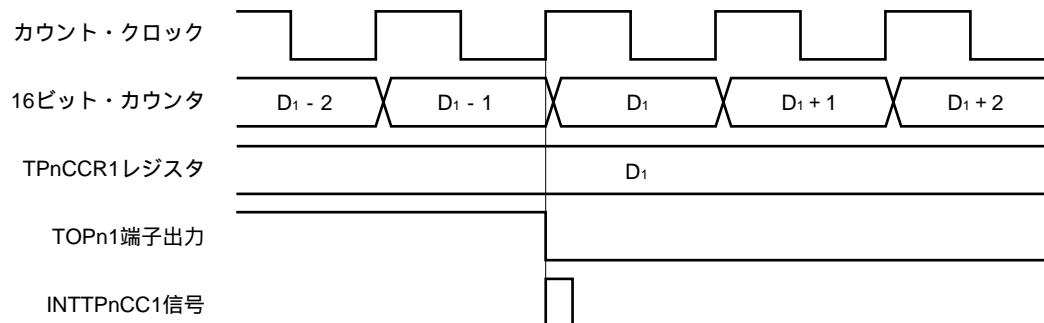 カウント・クロック
16ビット・カウンタ D1 - 2 D1 - 1 D1 D1 + 1 D1 + 2
TPnCCR1レジスタ D1
TOPn1端子出力
INTTPnCC1信号